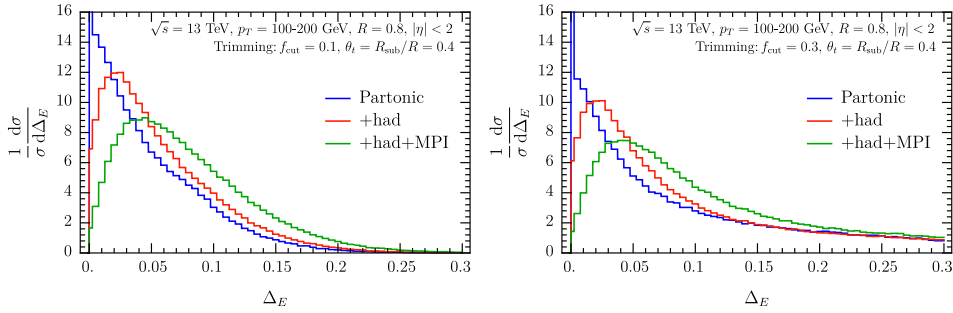 √s = 13 TeV, p_T = 100-200 GeV, R = 0.8, |η| < 2
Trimming: f_cut = 0.1, θ_t = R_sub/R = 0.4
Partonic
+had
+had+MPI
1/σ dσ/dΔ_E
16
14
12
10
8
6
4
2
0
0. 0.05 0.1 0.15 0.2 0.25 0.3
Δ_E
√s = 13 TeV, p_T = 100-200 GeV, R = 0.8, |η| < 2
Trimming: f_cut = 0.3, θ_t = R_sub/R = 0.4
Partonic
+had
+had+MPI
1/σ dσ/dΔ_E
16
14
12
10
8
6
4
2
0
0. 0.05 0.1 0.15 0.2 0.25 0.3
Δ_E